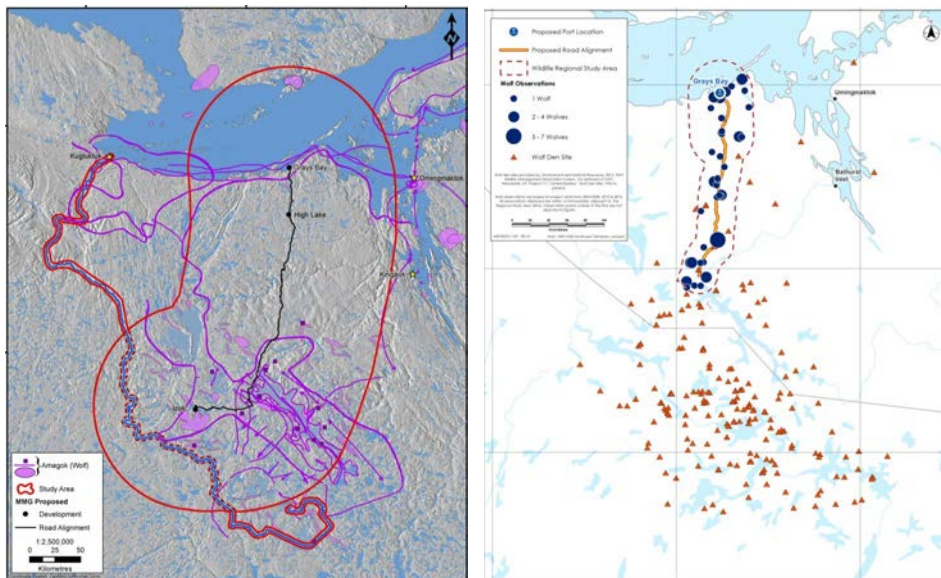 N
Kugluktuk
Grays Bay
Omingmaktok
High Lake
Kingaok
Izok
Amagok (Wolf)
Study Area
MMG Proposed
Development
Road Alignment
1:2,500,000
0 25 50
Kilometres
Proposed Port Location
Proposed Road Alignment
Wildlife Regional Study Area
Wolf Observations
1 Wolf
2 - 4 Wolves
5 - 7 Wolves
Wolf Den Site
Grays Bay
Umingmaktok
Bathurst
Inlet